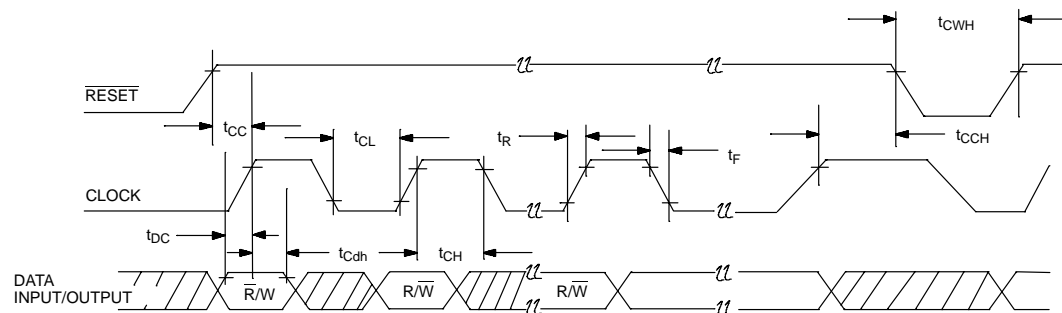 tCWH
RESET
tCC
tCL
tR
tF
tCCH
CLOCK
tDC
tCdh
tCH
DATA
INPUT/OUTPUT
R/W
R/W
R/W